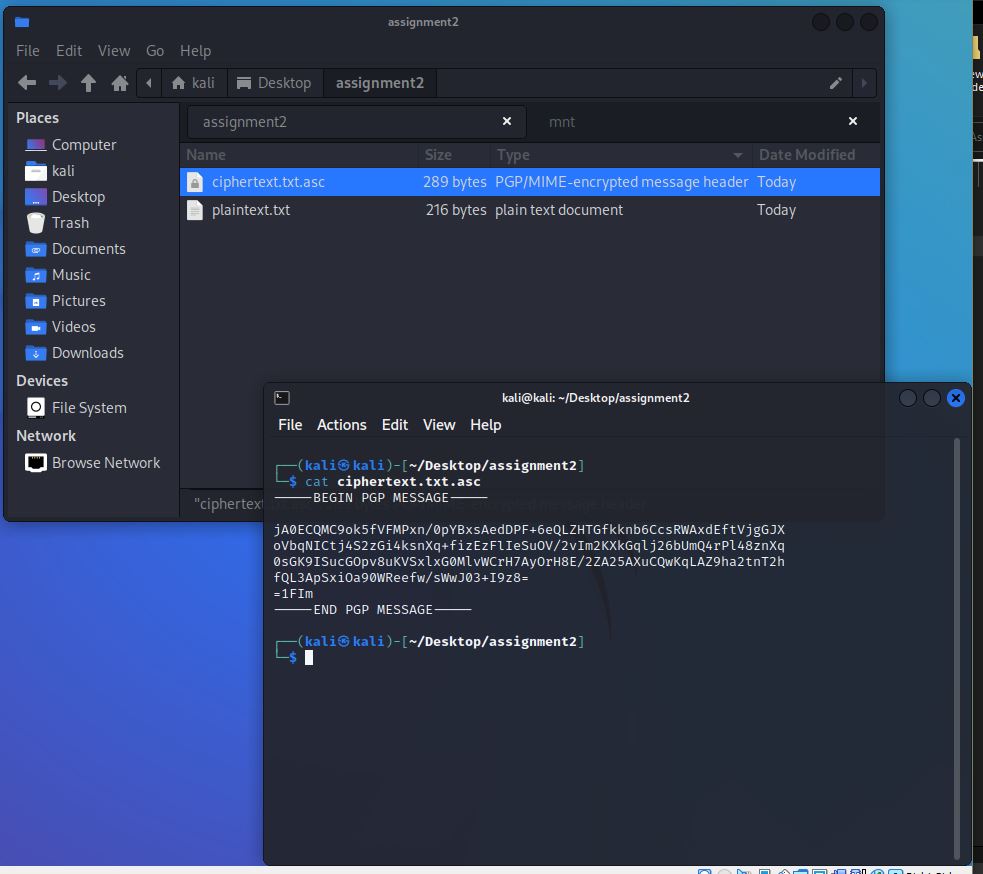 assignment2
File Edit View Go Help
kali Desktop assignment2
assignment2 mnt
Places
Computer
kali
Desktop
Trash
Documents
Music
Pictures
Videos
Downloads
Devices
File System
Network
Browse Network
Name Size Type Date Modified
ciphertext.txt.asc 289 bytes PGP/MIME-encrypted message header Today
plaintext.txt 216 bytes plain text document Today
"ciphertext
kali@kali: ~/Desktop/assignment2
File Actions Edit View Help
┌──(kali㉿kali)-[~/Desktop/assignment2]
└─$ cat ciphertext.txt.asc
-----BEGIN PGP MESSAGE-----
jA0ECQMC9ok5fVFMPxn/0pYBxsAedDPF+6eQLZHTGfkknb6CcsRWAxdEftVjgGJX
oVbqNICtj4S2zGi4ksnXq+fizEzFlIeSuOV/2vIm2KXkGqlj26bUmQ4rPl48znXq
0sGK9ISucGOpv8uKVSxlxG0MlvWCrH7AyOrH8E/2ZA25AXuCQwKqLAZ9ha2tnT2h
fQL3ApSxiOa90WReefw/sWwJ03+I9z8=
=1FIm
-----END PGP MESSAGE-----
┌──(kali㉿kali)-[~/Desktop/assignment2]
└─$